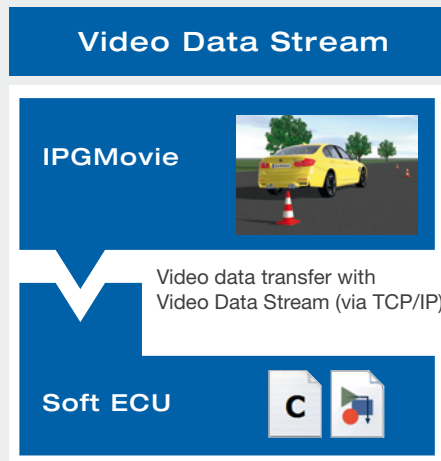 Video Data Stream
IPGMovie
Video data transfer with
Video Data Stream (via TCP/IP)
Soft ECU
C